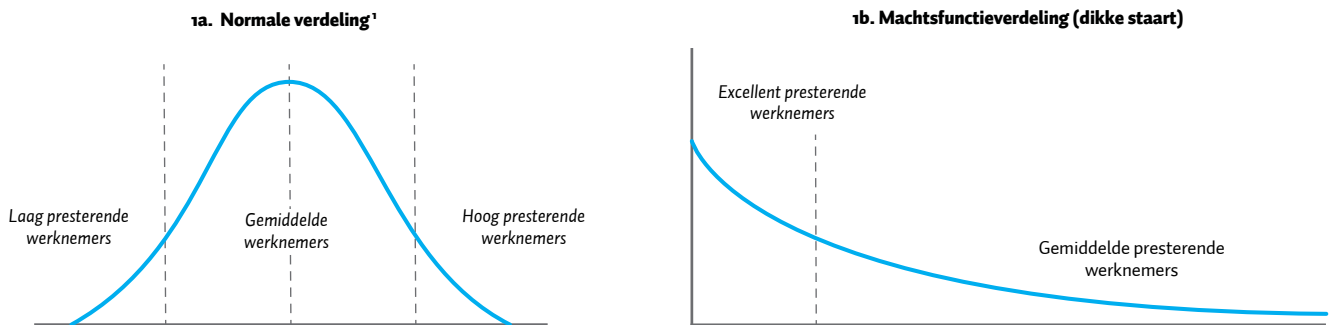 1a. Normale verdeling¹
Laag presterende
werknemers
Gemiddelde
werknemers
Hoog presterende
werknemers
1b. Machtsfunctieverdeling (dikke staart)
Excellent presterende
werknemers
Gemiddelde presterende
werknemers